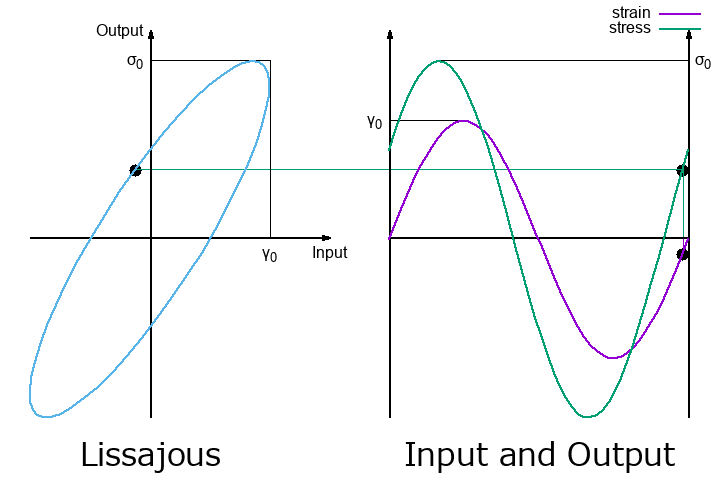 strain
stress
Output
σ0
σ0
γ0
γ0
Input
Lissajous
Input and Output